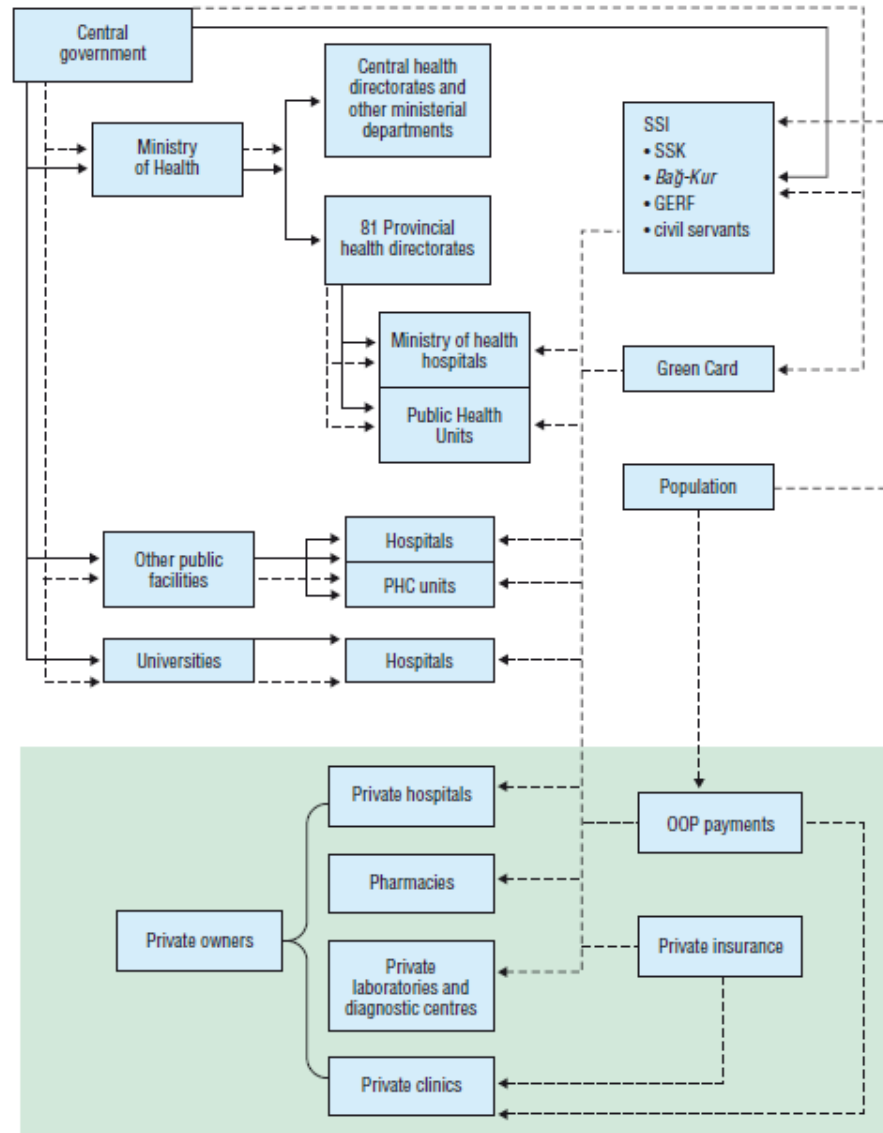 Central
government
Central health
directorates and
other ministerial
departments
Ministry
of Health
SSI
• SSK
• Bağ-Kur
• GERF
• civil servants
81 Provincial
health directorates
Ministry of health
hospitals
Green Card
Public Health
Units
Population
Other public
facilities
Hospitals
PHC units
Universities
Hospitals
Private hospitals
OOP payments
Pharmacies
Private owners
Private insurance
Private
laboratories and
diagnostic centres
Private clinics